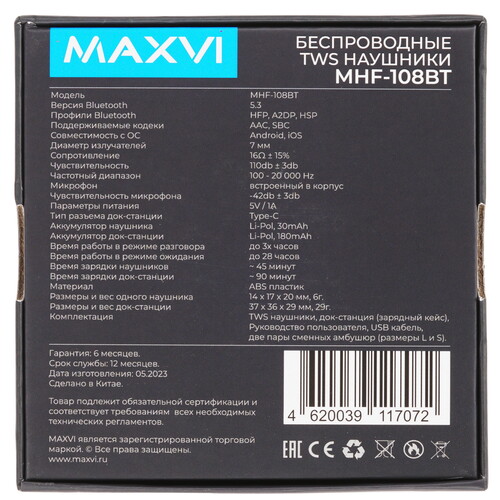 MAXVI
БЕСПРОВОДНЫЕ
TWS НАУШНИКИ
MHF-108BT
Модель MHF-108BT
Версия Bluetooth 5.3
Профили Bluetooth HFP, A2DP, HSP
Поддерживаемые кодеки AAC, SBC
Совместимость с ОС Android, iOS
Диаметр излучателей 7 мм
Сопротивление 16Ω ± 15%
Чувствительность 110db ± 3db
Частотный диапазон 100 - 20 000 Hz
Микрофон встроенный в корпус
Чувствительность микрофона -42db ± 3db
Параметры питания 5V / 1A
Тип разъема док-станции Type-C
Аккумулятор наушника Li-Pol, 30mAh
Аккумулятор док-станции Li-Pol, 180mAh
Время работы в режиме разговора до 3х часов
Время работы в режиме ожидания до 28 часов
Время зарядки наушников ~ 45 минут
Время зарядки док-станции ~ 90 минут
Материал ABS пластик
Размеры и вес одного наушника 14 x 17 x 20 мм, 6г.
Размеры и вес док-станции 37 x 36 x 29 мм, 29г.
Комплектация TWS наушники, док-станция (зарядный кейс),
Руководство пользователя, USB кабель,
две пары сменных амбушюр (размеры L и S).
Гарантия: 6 месяцев.
Срок службы: 12 месяцев.
Дата изготовления: 05.2023
Сделано в Китае.
Товар подлежит обязательной сертификации и
соответствует требованиям всех необходимых
технических регламентов.
MAXVI является зарегистрированной торговой
маркой. © Все права защищены.
www.maxvi.ru
4 620039 117072
EAC CE